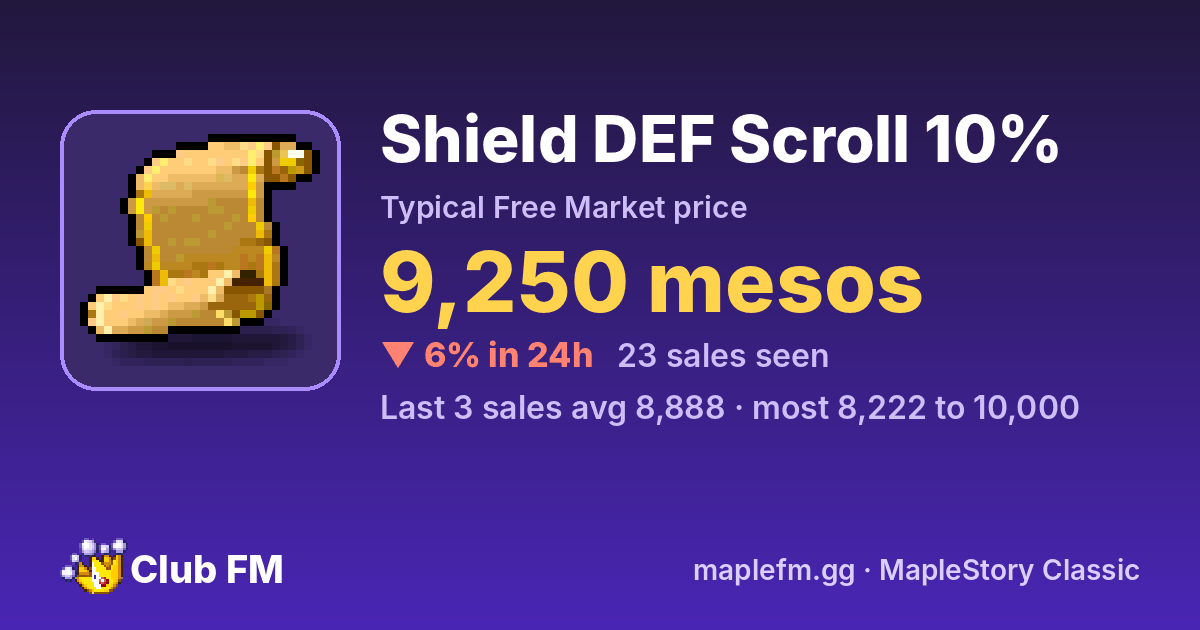 Shield DEF Scroll 10%
Typical Free Market price
9,250 mesos
▼ 6% in 24h 23 sales seen
Last 3 sales avg 8,888 · most 8,222 to 10,000
Club FM
maplefm.gg · MapleStory Classic